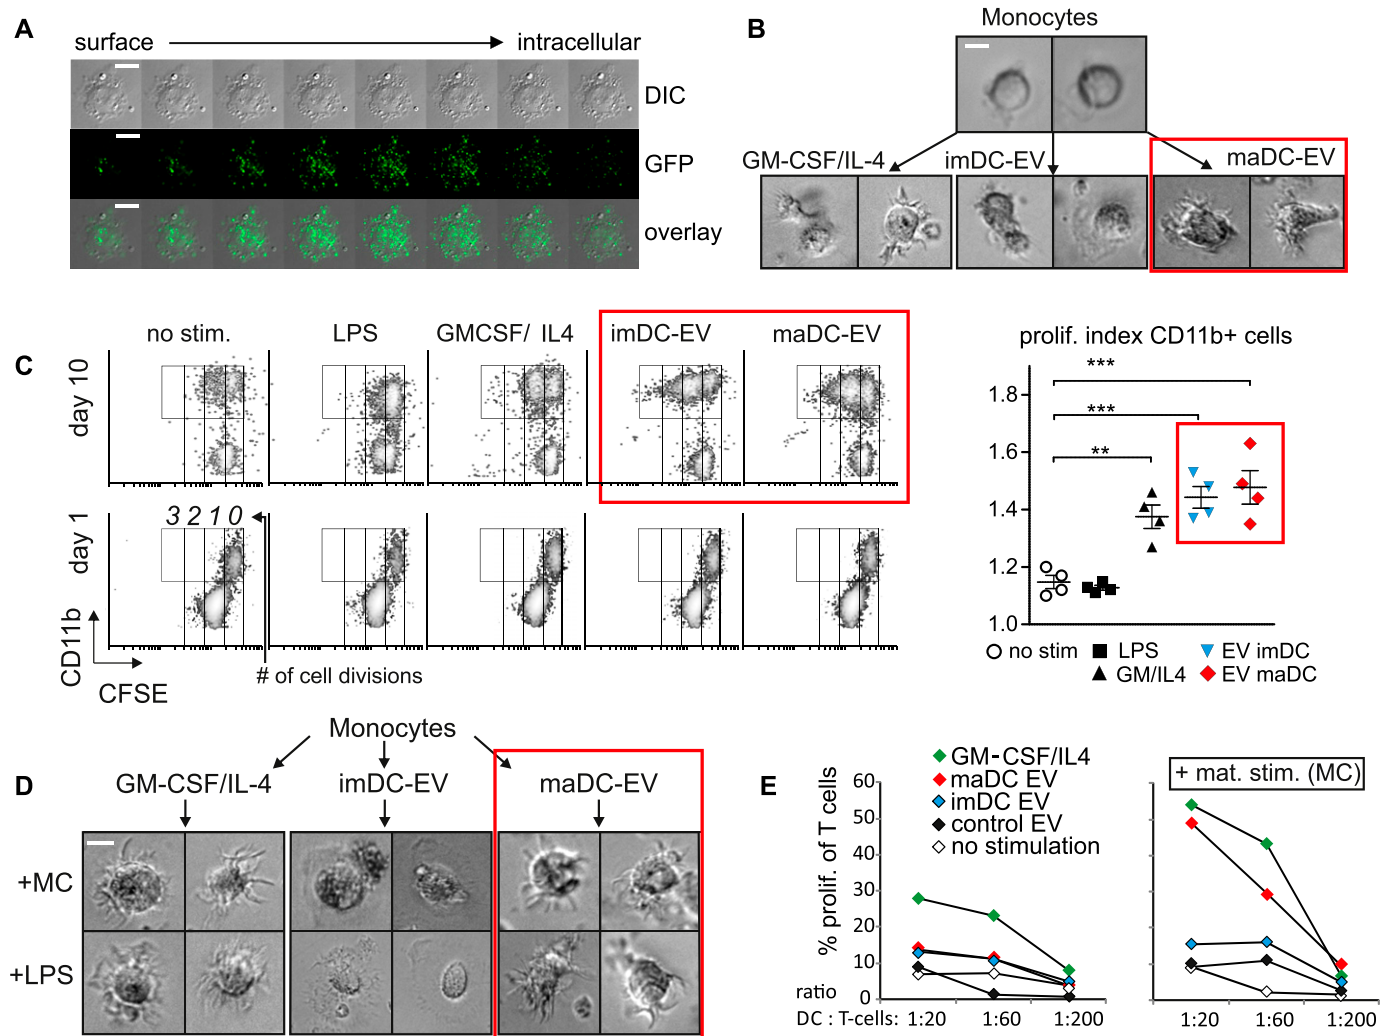 A
surface
intracellular
DIC
GFP
overlay
B
Monocytes
GM-CSF/IL-4
imDC-EV
maDC-EV
C
no stim.
LPS
GMCSF/ IL4
imDC-EV
maDC-EV
day 10
day 1
3 2 1 0
CD11b
CFSE
# of cell divisions
prolif. index CD11b+ cells
***
***
**
1.8
1.6
1.4
1.2
1.0
no stim
LPS
EV imDC
GM/IL4
EV maDC
D
Monocytes
GM-CSF/IL-4
imDC-EV
maDC-EV
+MC
+LPS
E
GM-CSF/IL4
maDC EV
imDC EV
control EV
no stimulation
+ mat. stim. (MC)
% prolif. of T cells
60
50
40
30
20
10
0
ratio
DC : T-cells:
1:20
1:60
1:200
1:20
1:60
1:200